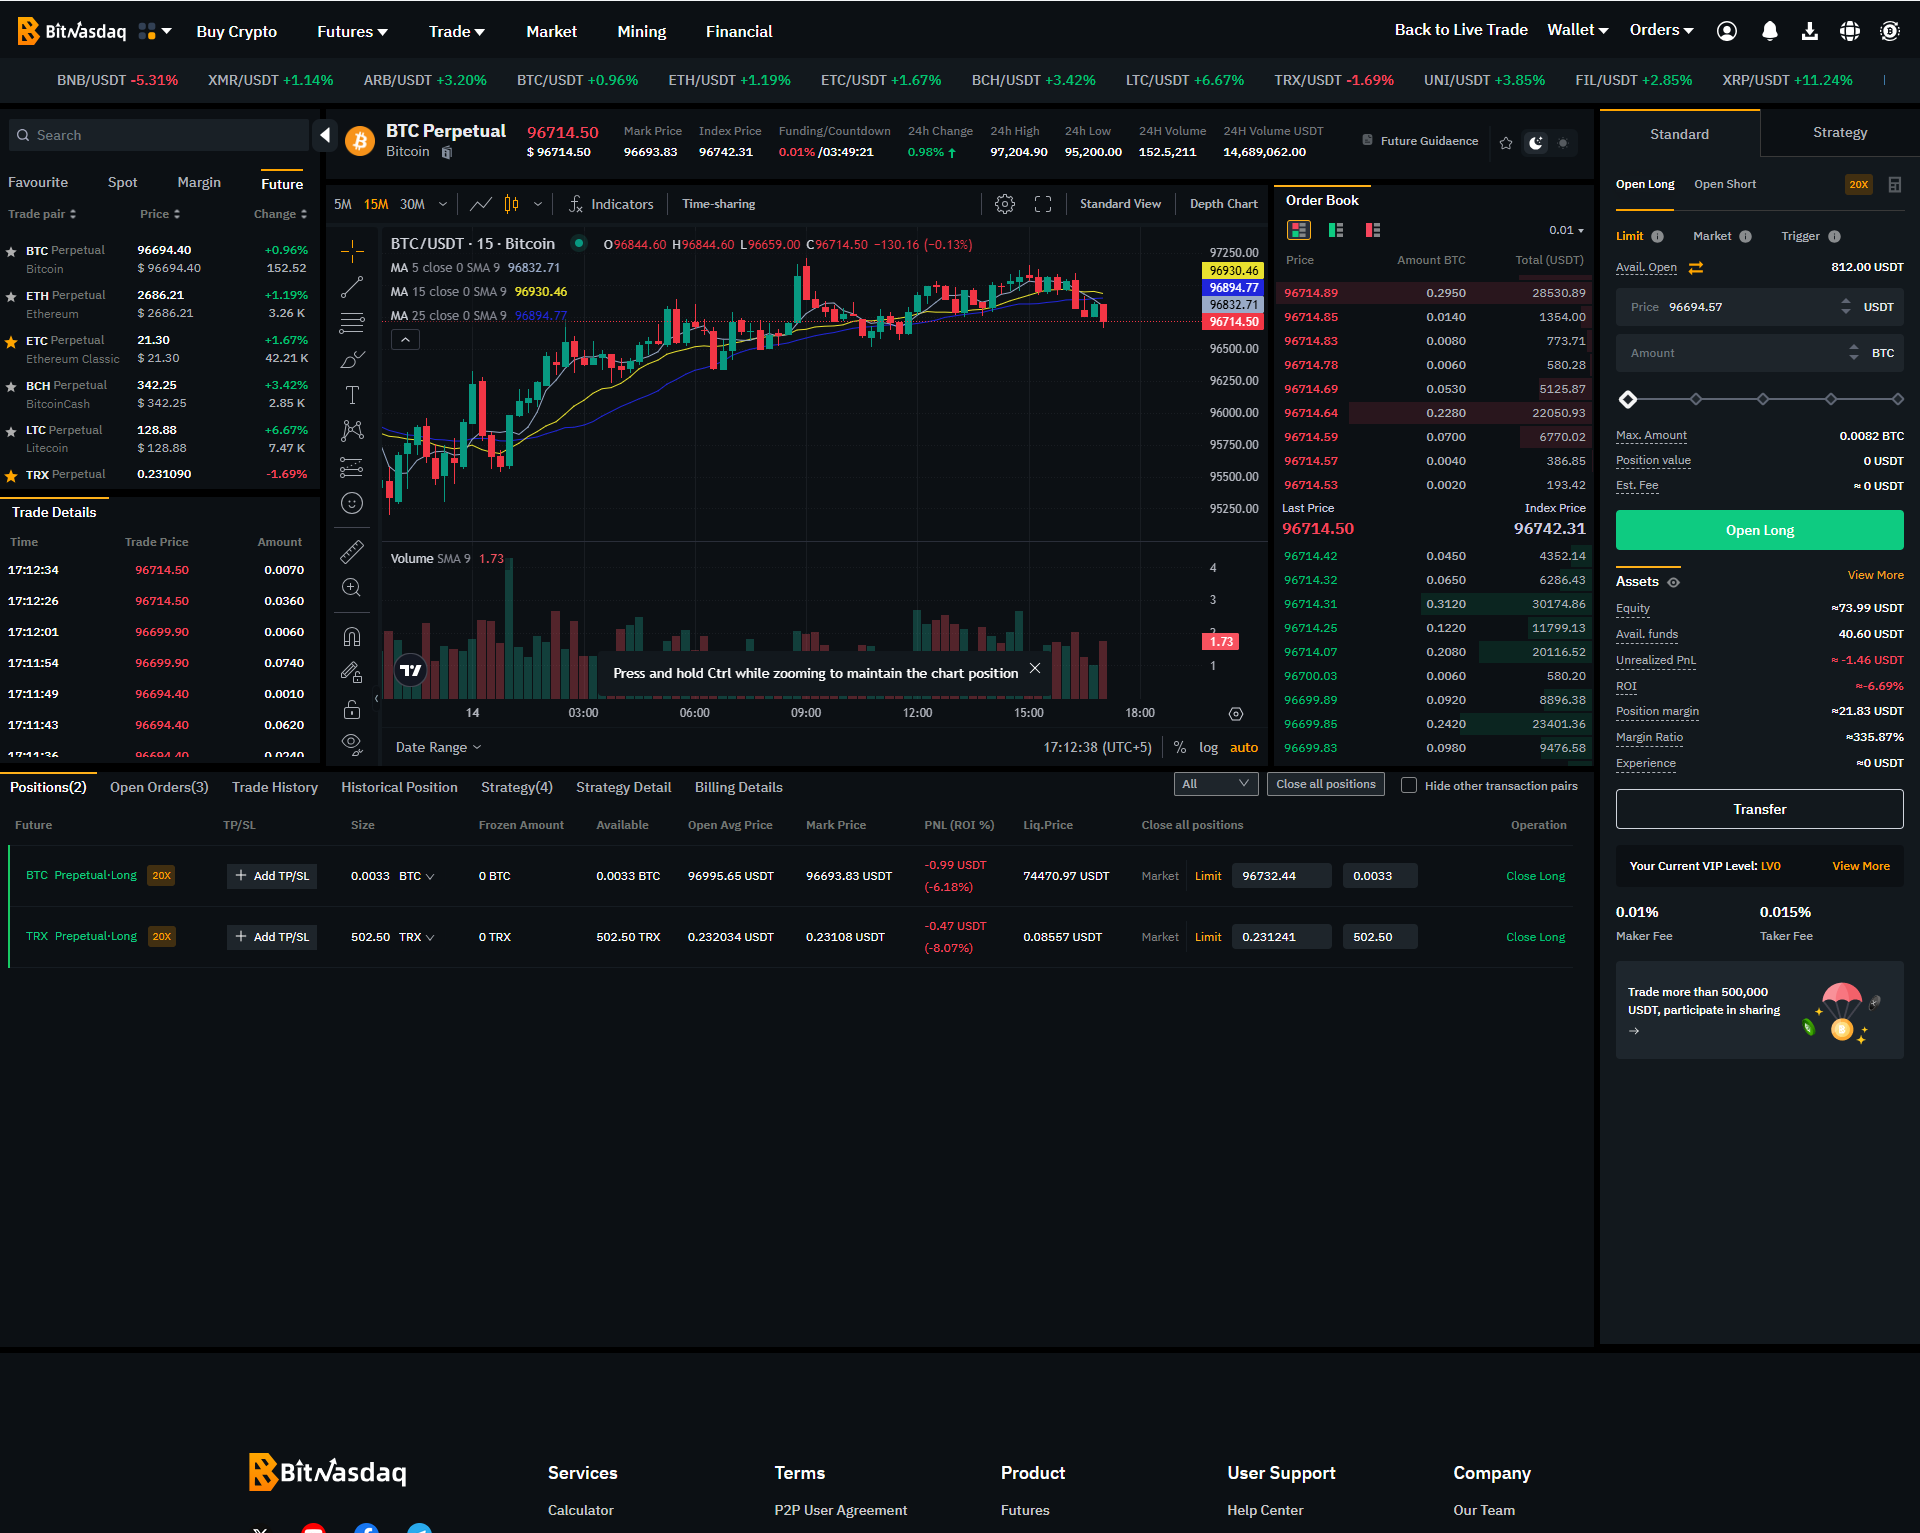 BitNasdaq
Buy Crypto
Futures
Trade
Market
Mining
Financial
Back to Live Trade
Wallet
Orders
BNB/USDT -5.31%
XMR/USDT +1.14%
ARB/USDT +3.20%
BTC/USDT +0.96%
ETH/USDT +1.19%
ETC/USDT +1.67%
BCH/USDT +3.42%
LTC/USDT +6.67%
TRX/USDT -1.69%
UNI/USDT +3.85%
FIL/USDT +2.85%
XRP/USDT +11.24%
Search
Favourite Spot Margin Future
Trade pair Price Change
BTC Perpetual 96694.40 +0.96%
Bitcoin $ 96694.40 152.52
ETH Perpetual 2686.21 +1.19%
Ethereum $ 2686.21 3.26 K
ETC Perpetual 21.30 +1.67%
Ethereum Classic $ 21.30 42.21 K
BCH Perpetual 342.25 +3.42%
BitcoinCash $ 342.25 2.85 K
LTC Perpetual 128.88 +6.67%
Litecoin $ 128.88 7.47 K
TRX Perpetual 0.231090 -1.69%
Trade Details
Time Trade Price Amount
17:12:34 96714.50 0.0070
17:12:26 96714.50 0.0360
17:12:01 96699.90 0.0060
17:11:54 96699.90 0.0740
17:11:49 96694.40 0.0010
17:11:43 96694.40 0.0620
17:11:36 96694.40 0.0240
BTC Perpetual
Bitcoin
96714.50
$ 96714.50
Mark Price
96693.83
Index Price
96742.31
Funding/Countdown
0.01% /03:49:21
24h Change
0.98% ↑
24h High
97,204.90
24h Low
95,200.00
24H Volume
152.5,211
24H Volume USDT
14,689,062.00
Future Guidaence
5M 15M 30M
Indicators
Time-sharing
Standard View
Depth Chart
BTC/USDT · 15 · Bitcoin
O96844.60 H96844.60 L96659.00 C96714.50 −130.16 (−0.13%)
MA 5 close 0 SMA 9 96832.71
MA 15 close 0 SMA 9 96930.46
MA 25 close 0 SMA 9 96894.77
97250.00
96930.46
96894.77
96832.71
96714.50
96500.00
96250.00
96000.00
95750.00
95500.00
95250.00
Volume SMA 9 1.73
4
3
2
1.73
1
Press and hold Ctrl while zooming to maintain the chart position
14 03:00 06:00 09:00 12:00 15:00 18:00
Date Range
17:12:38 (UTC+5) % log auto
Order Book
0.01
Price Amount BTC Total (USDT)
96714.89 0.2950 28530.89
96714.85 0.0140 1354.00
96714.83 0.0080 773.71
96714.78 0.0060 580.28
96714.69 0.0530 5125.87
96714.64 0.2280 22050.93
96714.59 0.0700 6770.02
96714.57 0.0040 386.85
96714.53 0.0020 193.42
Last Price Index Price
96714.50 96742.31
96714.42 0.0450 4352.14
96714.32 0.0650 6286.43
96714.31 0.3120 30174.86
96714.25 0.1220 11799.13
96714.07 0.2080 20116.52
96700.03 0.0060 580.20
96699.89 0.0920 8896.38
96699.85 0.2420 23401.36
96699.83 0.0980 9476.58
Standard Strategy
Open Long Open Short 20X
Limit Market Trigger
Avail. Open 812.00 USDT
Price 96694.57 USDT
Amount BTC
Max. Amount 0.0082 BTC
Position value 0 USDT
Est. Fee ≈ 0 USDT
Open Long
Assets View More
Equity ≈73.99 USDT
Avail. funds 40.60 USDT
Unrealized PnL ≈ -1.46 USDT
ROI ≈-6.69%
Position margin ≈21.83 USDT
Margin Ratio ≈335.87%
Experience ≈0 USDT
Transfer
Your Current VIP Level: LV0 View More
0.01% 0.015%
Maker Fee Taker Fee
Trade more than 500,000
USDT, participate in sharing
→
Positions(2) Open Orders(3) Trade History Historical Position Strategy(4) Strategy Detail Billing Details
All
Close all positions
Hide other transaction pairs
Future TP/SL Size Frozen Amount Available Open Avg Price Mark Price PNL (ROI %) Liq.Price Close all positions Operation
BTC Prepetual·Long 20X + Add TP/SL 0.0033 BTC 0 BTC 0.0033 BTC 96995.65 USDT 96693.83 USDT -0.99 USDT (-6.18%) 74470.97 USDT Market Limit 96732.44 0.0033 Close Long
TRX Prepetual·Long 20X + Add TP/SL 502.50 TRX 0 TRX 502.50 TRX 0.232034 USDT 0.23108 USDT -0.47 USDT (-8.07%) 0.08557 USDT Market Limit 0.231241 502.50 Close Long
BitNasdaq
Services Terms Product User Support Company
Calculator P2P User Agreement Futures Help Center Our Team